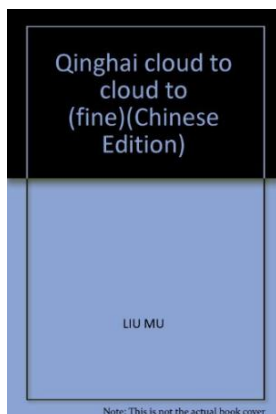 Qinghai cloud to
cloud to
(fine)(Chinese
Edition)
LIU MU
Note: This is not the actual book cover